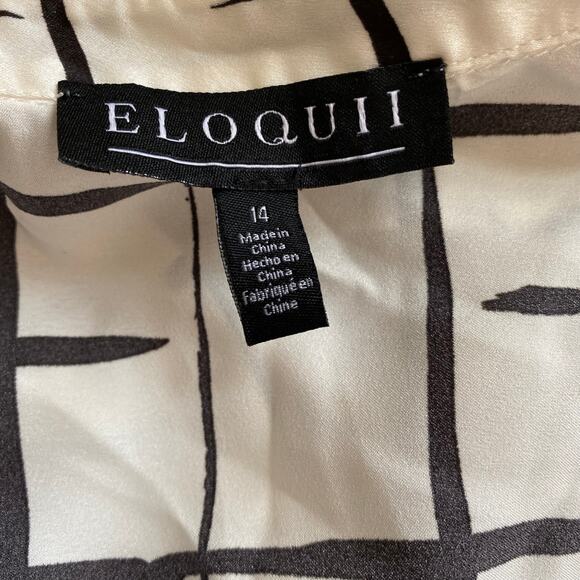 ELOQUII
14
Made in
China
Hecho en
China
Fabriqué en
Chine